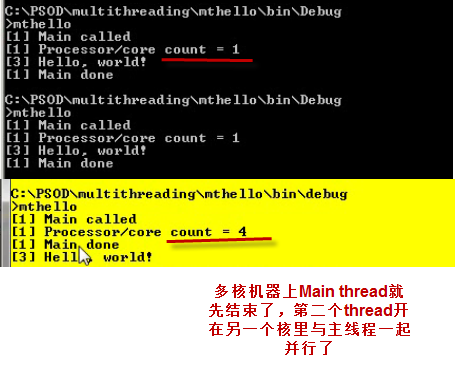 C:\PSOD\multithreading\mthello\bin\Debug
>mthello
[1] Main called
[1] Processor/core count = 1
[3] Hello, world!
[1] Main done
C:\PSOD\multithreading\mthello\bin\Debug
>mthello
[1] Main called
[1] Processor/core count = 1
[3] Hello, world!
[1] Main done
C:\PSOD\multithreading\mthello\bin\debug
>mthello
[1] Main called
[1] Processor/core count = 4
[1] Main done
[3] Hello, world!
多核机器上Main thread就
先结束了，第二个thread开
在另一个核里与主线程一起
并行了